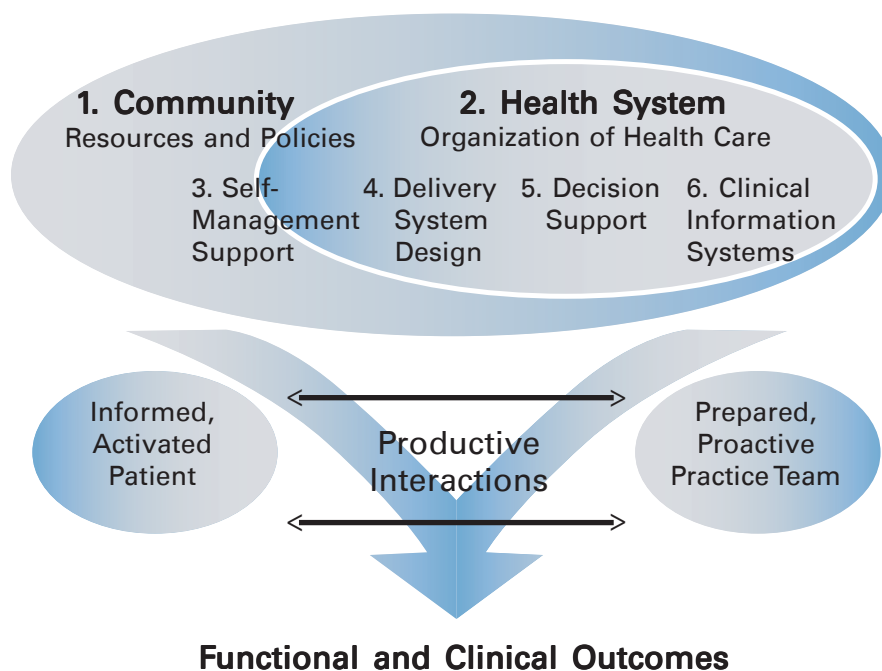 1. Community
Resources and Policies
2. Health System
Organization of Health Care
3. Self-
Management
Support
4. Delivery
System
Design
5. Decision
Support
6. Clinical
Information
Systems
Informed,
Activated
Patient
Productive
Interactions
Prepared,
Proactive
Practice Team
Functional and Clinical Outcomes